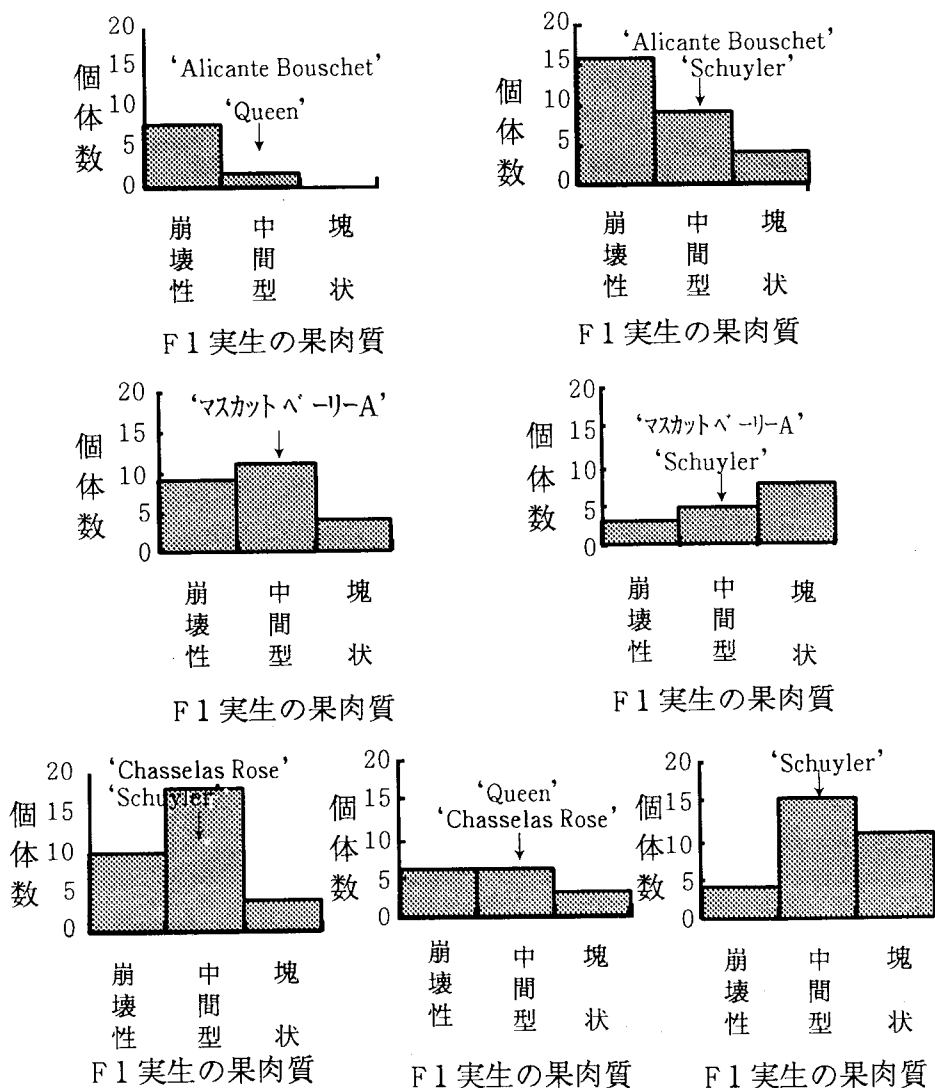 20
15
10
5
0
個体数
'Alicante Bouschet'
'Queen'
崩壊性
中間型
塊状
F1実生の果肉質
20
15
10
5
0
個体数
'Alicante Bouschet'
'Schuyler'
崩壊性
中間型
塊状
F1実生の果肉質
20
15
10
5
0
個体数
'マスカットベーリーA'
崩壊性
中間型
塊状
F1実生の果肉質
20
15
10
5
0
個体数
'マスカットベーリーA'
'Schuyler'
崩壊性
中間型
塊状
F1実生の果肉質
20
15
10
5
0
個体数
'Chasselas Rose'
'Schuyler'
崩壊性
中間型
塊状
F1実生の果肉質
20
15
10
5
0
個体数
'Queen'
'Chasselas Rose'
崩壊性
中間型
塊状
F1実生の果肉質
20
15
10
5
0
個体数
'Schuyler'
崩壊性
中間型
塊状
F1実生の果肉質